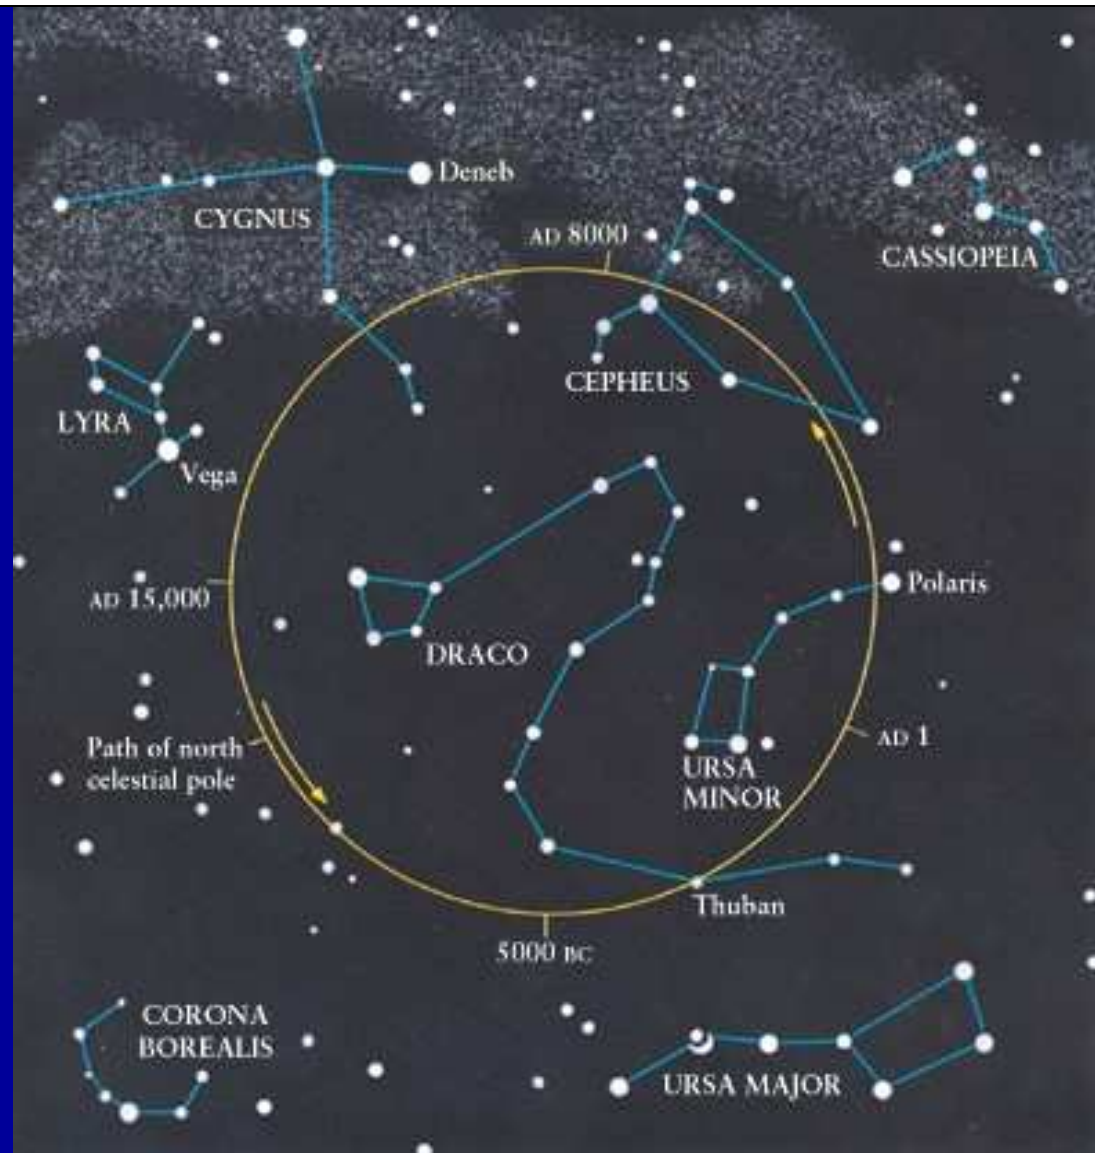 Deneb
CYGNUS
AD 8000
CASSIOPEIA
CEPHEUS
LYRA
Vega
AD 15,000
Polaris
DRACO
Path of north
celestial pole
AD 1
URSA
MINOR
Thuban
5000 BC
CORONA
BOREALIS
URSA MAJOR